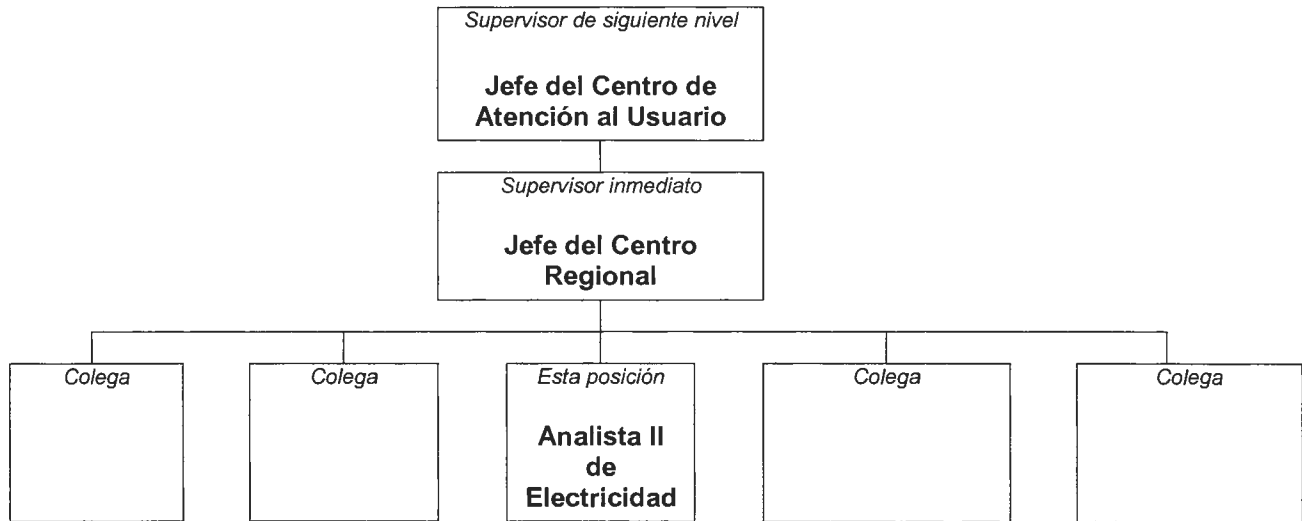 Supervisor de siguiente nivel
Jefe del Centro de
Atención al Usuario
Supervisor inmediato
Jefe del Centro
Regional
Colega
Colega
Esta posición
Analista II
de
Electricidad
Colega
Colega